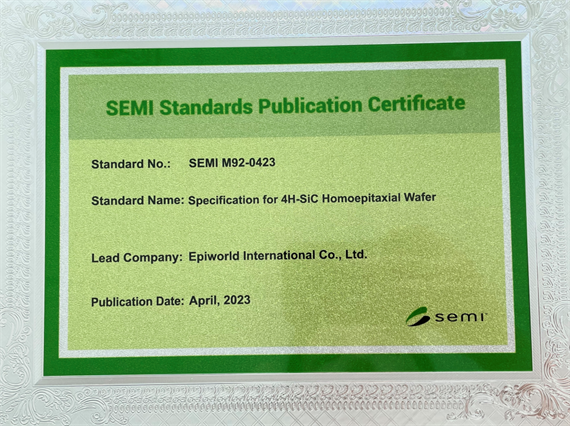 SEMI Standards Publication Certificate
Standard No.: SEMI M92-0423
Standard Name: Specification for 4H-SiC Homoepitaxial Wafer
Lead Company: Epiworld International Co., Ltd.
Publication Date: April, 2023
semi